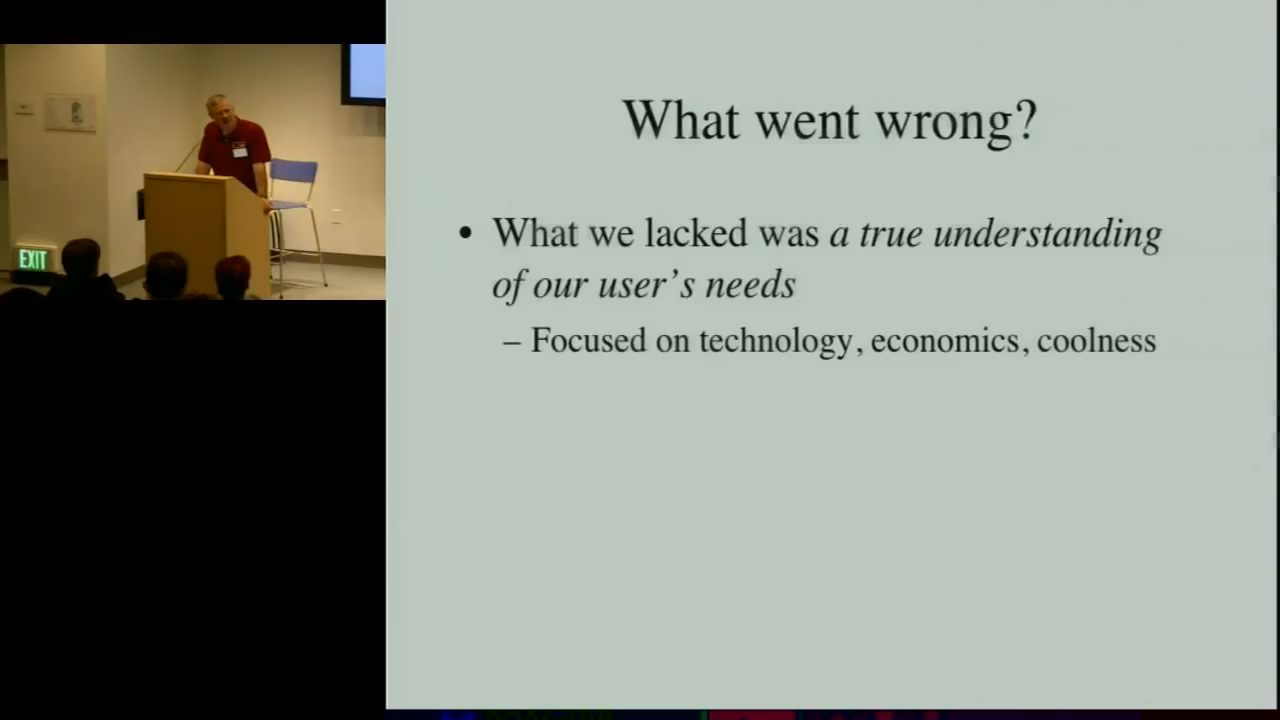 What went wrong?
• What we lacked was a true understanding
of our user's needs
– Focused on technology, economics, coolness
EXIT